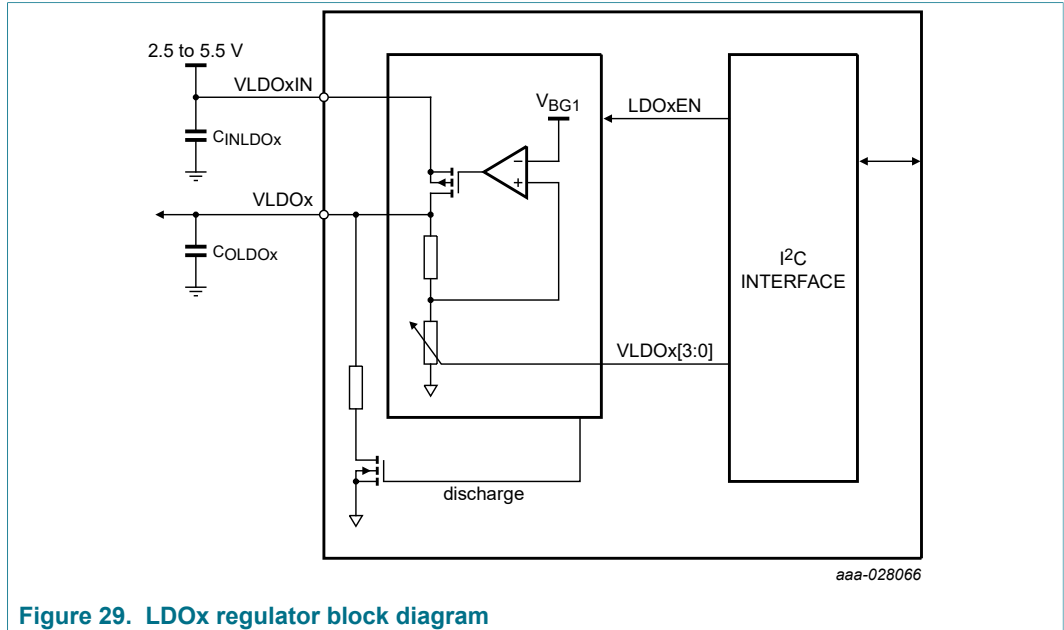 2.5 to 5.5 V
VLDOxIN
CINLDOx
VBG1
LDOxEN
−
+
VLDOx
COLDOx
I2C
INTERFACE
VLDOx[3:0]
discharge
aaa-028066
Figure 29. LDOx regulator block diagram